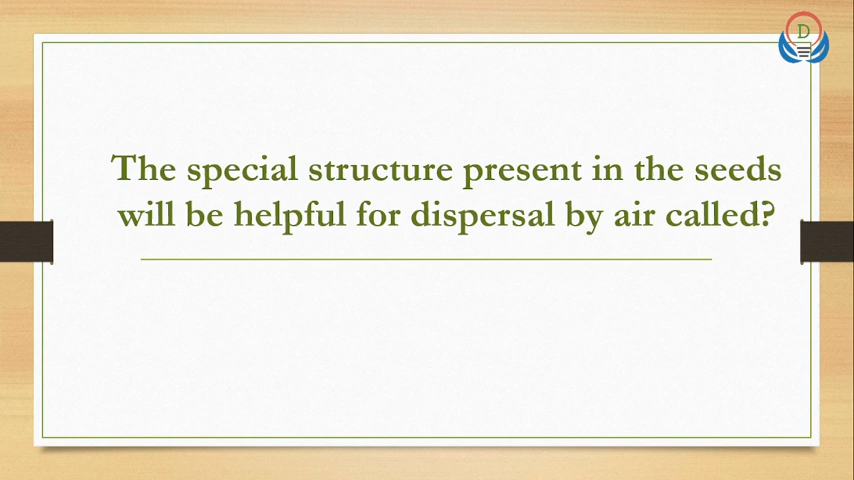 D
The special structure present in the seeds
will be helpful for dispersal by air called?